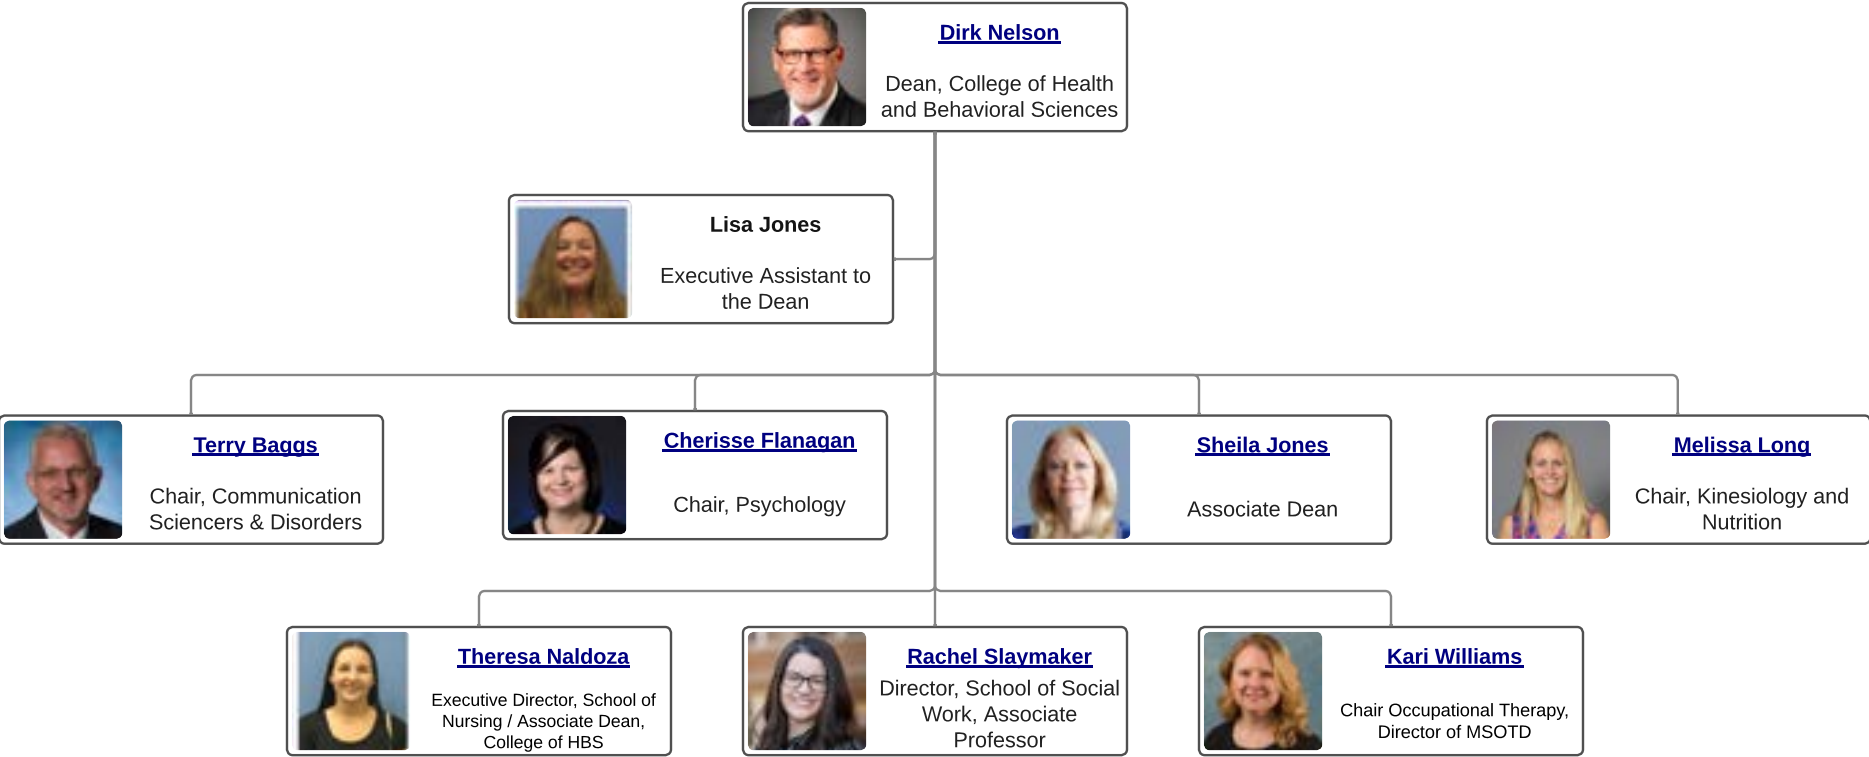 Dirk Nelson
Dean, College of Health
and Behavioral Sciences
Lisa Jones
Executive Assistant to
the Dean
Terry Baggs
Chair, Communication
Sciencers & Disorders
Cherisse Flanagan
Chair, Psychology
Sheila Jones
Associate Dean
Melissa Long
Chair, Kinesiology and
Nutrition
Theresa Naldoza
Executive Director, School of
Nursing / Associate Dean,
College of HBS
Rachel Slaymaker
Director, School of Social
Work, Associate
Professor
Kari Williams
Chair Occupational Therapy,
Director of MSOTD